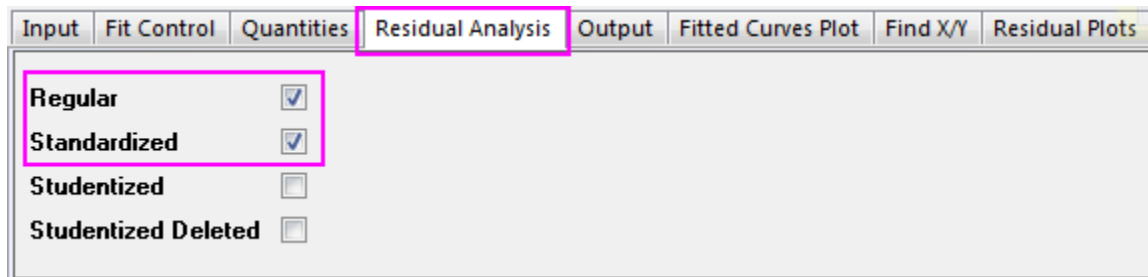 Input Fit Control Quantities Residual Analysis Output Fitted Curves Plot Find X/Y Residual Plots
Regular
Standardized
Studentized
Studentized Deleted